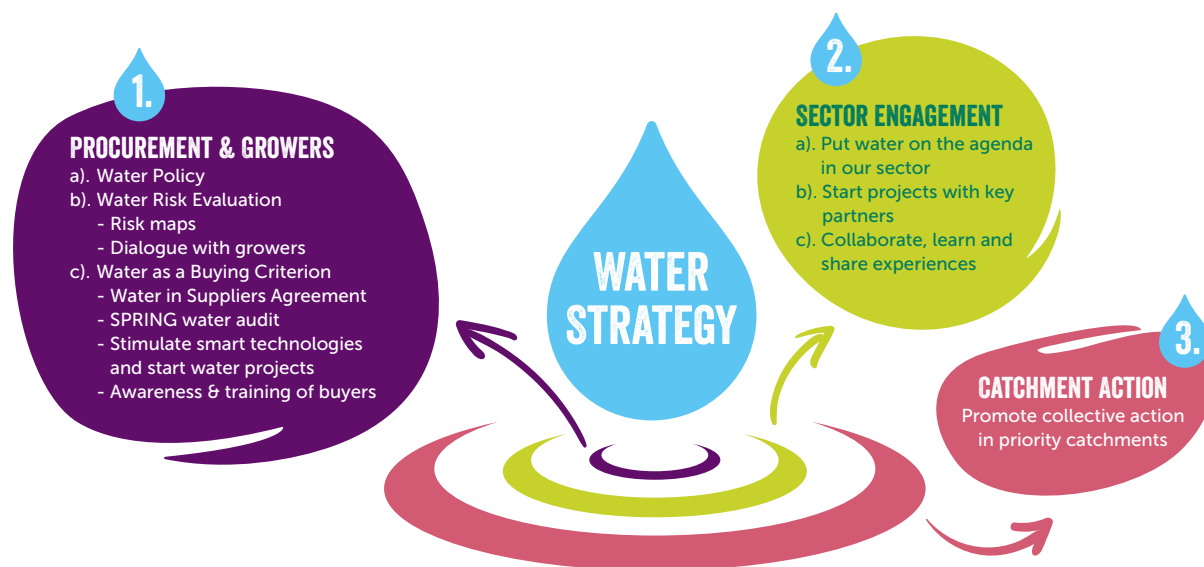 1.
PROCUREMENT & GROWERS
a). Water Policy
b). Water Risk Evaluation
- Risk maps
- Dialogue with growers
c). Water as a Buying Criterion
- Water in Suppliers Agreement
- SPRING water audit
- Stimulate smart technologies
and start water projects
- Awareness & training of buyers
WATER
STRATEGY
2.
SECTOR ENGAGEMENT
a). Put water on the agenda
in our sector
b). Start projects with key
partners
c). Collaborate, learn and
share experiences
3.
CATCHMENT ACTION
Promote collective action
in priority catchments